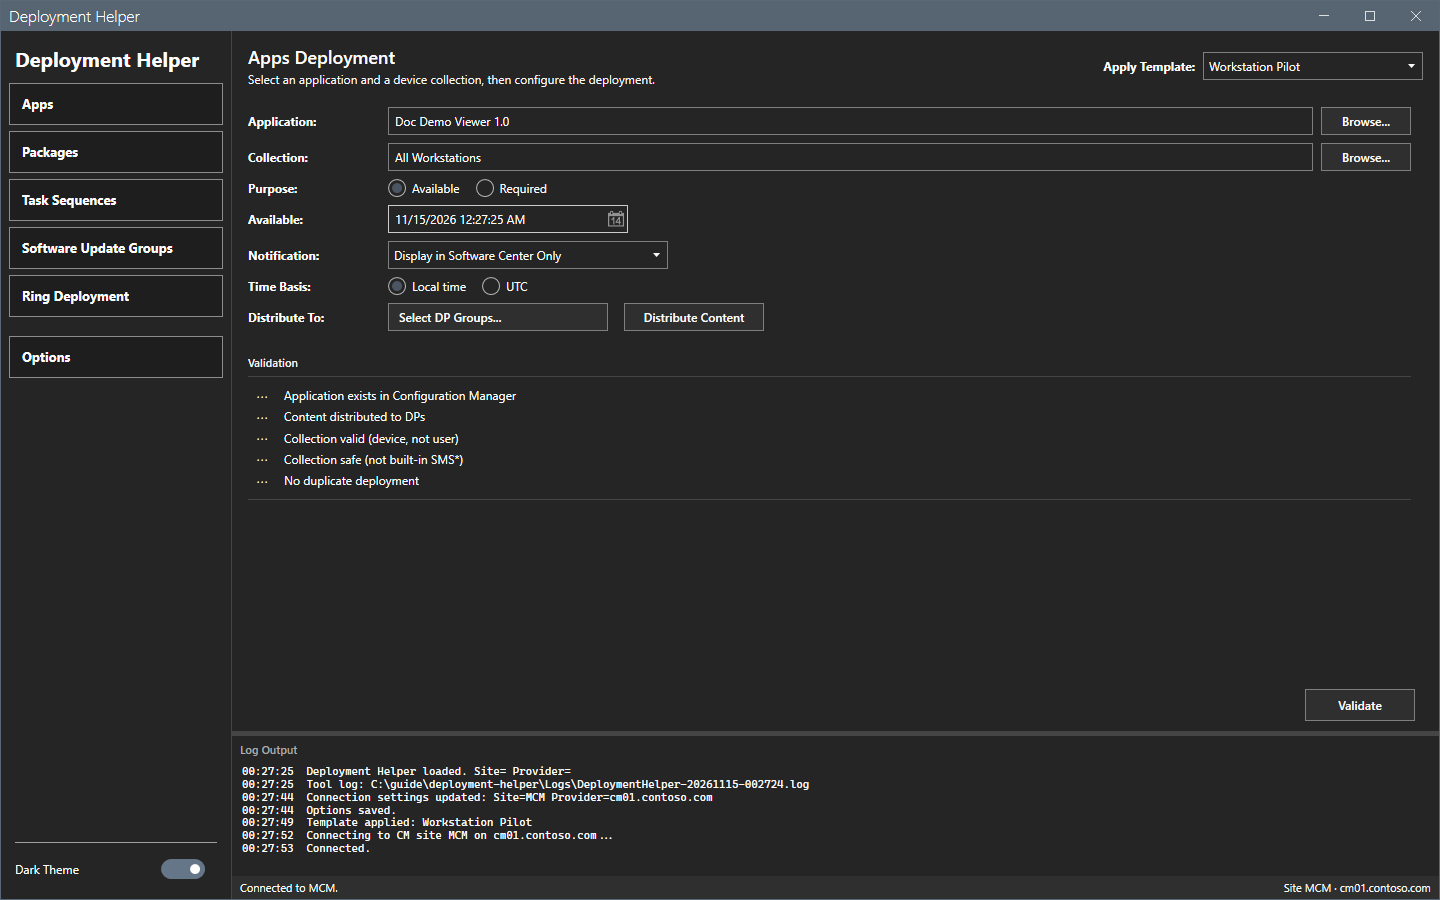 Deployment Helper
Deployment Helper
Apps
Packages
Task Sequences
Software Update Groups
Ring Deployment
Options
Dark Theme
Apps Deployment
Select an application and a device collection, then configure the deployment.
Apply Template: Workstation Pilot
Application: Doc Demo Viewer 1.0 Browse...
Collection: All Workstations Browse...
Purpose: Available Required
Available: 11/15/2026 12:27:25 AM 14
Notification: Display in Software Center Only
Time Basis: Local time UTC
Distribute To: Select DP Groups... Distribute Content
Validation
... Application exists in Configuration Manager
... Content distributed to DPs
... Collection valid (device, not user)
... Collection safe (not built-in SMS*)
... No duplicate deployment
Validate
Log Output
00:27:25 Deployment Helper loaded. Site= Provider=
00:27:25 Tool log: C:\guide\deployment-helper\Logs\DeploymentHelper-20261115-002724.log
00:27:44 Connection settings updated: Site=MCM Provider=cm01.contoso.com
00:27:44 Options saved.
00:27:49 Template applied: Workstation Pilot
00:27:52 Connecting to CM site MCM on cm01.contoso.com...
00:27:53 Connected.
Connected to MCM.
Site MCM · cm01.contoso.com